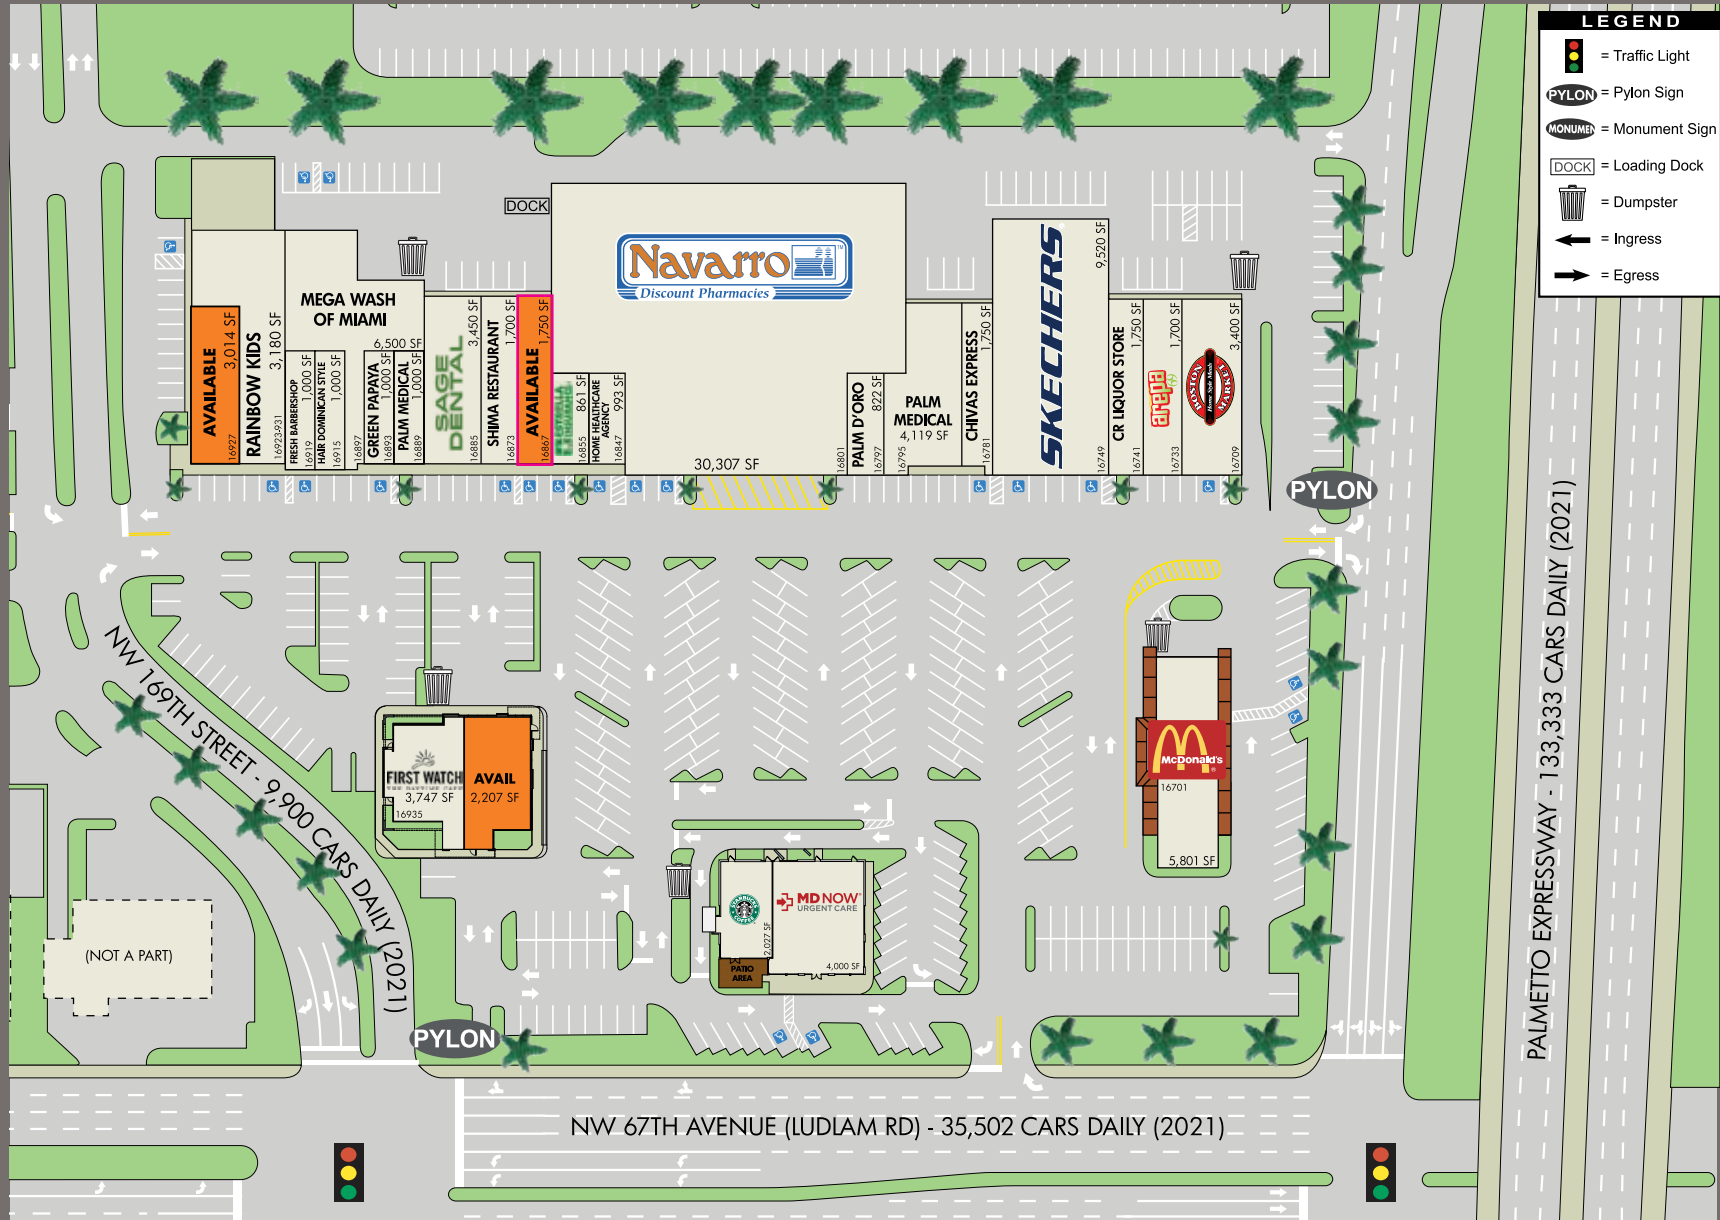 LEGEND
= Traffic Light
PYLON = Pylon Sign
MONUMEN = Monument Sign
DOCK = Loading Dock
= Dumpster
= Ingress
= Egress
DOCK
Navarro
Discount Pharmacies
30,307 SF
16801
AVAILABLE
3,014 SF
16927
RAINBOW KIDS
3,180 SF
16923-931
MEGA WASH
OF MIAMI
6,500 SF
16897
FRESH BARBERSHOP
1,000 SF
16919
HAIR DOMINICAN STYLE
1,000 SF
16915
GREEN PAPAYA
1,000 SF
16893
PALM MEDICAL
1,000 SF
16889
SAGE
DENTAL
3,450 SF
16885
SHIMA RESTAURANT
1,700 SF
16873
AVAILABLE
1,750 SF
16867
861 SF
16855
HOME HEALTHCARE
AGENCY
993 SF
16847
PALM D'ORO
822 SF
16797
PALM
MEDICAL
4,119 SF
16795
CHIVAS EXPRESS
1,750 SF
16781
SKECHERS
9,520 SF
16749
CR LIQUOR STORE
1,750 SF
16741
arepa
1,700 SF
16733
BOSTON
Home Style Meals
MARKET
3,400 SF
16709
PYLON
FIRST WATCH
3,747 SF
16935
AVAIL
2,207 SF
McDonald's
16701
5,801 SF
STARBUCKS
COFFEE
2,027 SF
PATIO
AREA
MD NOW
URGENT CARE
4,000 SF
(NOT A PART)
PYLON
NW 169TH STREET - 9,900 CARS DAILY (2021)
NW 67TH AVENUE (LUDLAM RD) - 35,502 CARS DAILY (2021)
PALMETTO EXPRESSWAY - 133,333 CARS DAILY (2021)